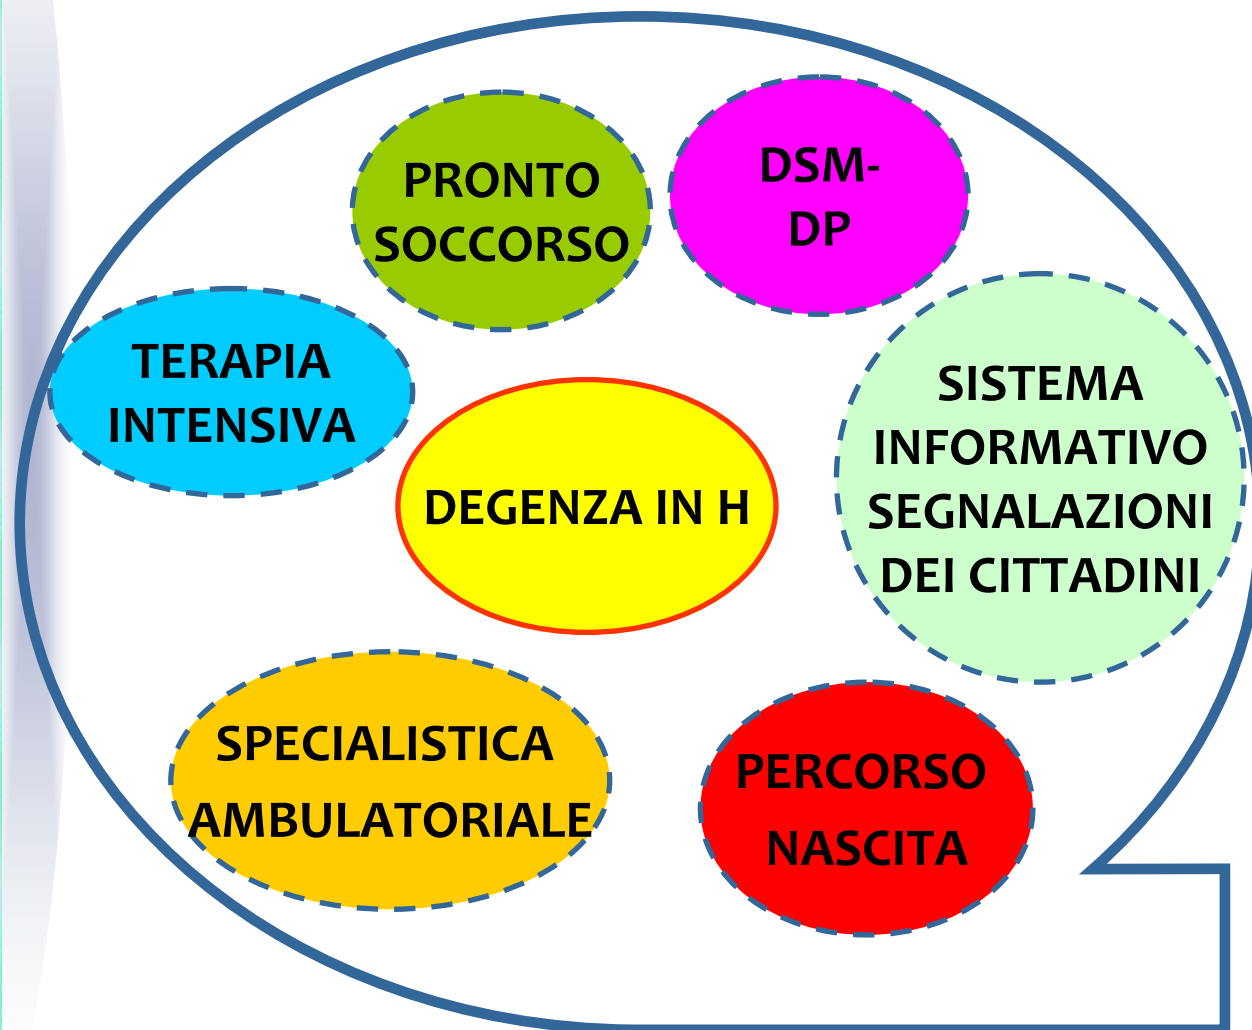 PRONTO
SOCCORSO
DSM-
DP
TERAPIA
INTENSIVA
SISTEMA
INFORMATIVO
SEGNALAZIONI
DEI CITTADINI
DEGENZA IN H
SPECIALISTICA
AMBULATORIALE
PERCORSO
NASCITA